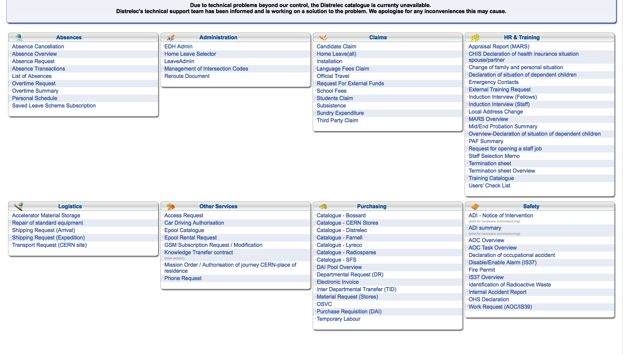 Due to technical problems beyond our control, the Distrelec catalogue is currently unavailable.
Distrelec's technical support team has been informed and is working on a solution to the problem. We apologise for any inconveniences this may cause.
Absences
Absence Cancellation
Absence Overview
Absence Request
Absence Transactions
List of Absences
Overtime Request
Overtime Summary
Personal Schedule
Saved Leave Scheme Subscription
Administration
EDH Admin
Home Leave Selector
LeaveAdmin
Management of Intersection Codes
Reroute Document
Claims
Candidate Claim
Home Leave(all)
Installation
Language Fees Claim
Official Travel
Request For External Funds
School Fees
Students Claim
Subsistence
Sundry Expenditure
Third Party Claim
HR & Training
Appraisal Report (MARS)
CHIS Declaration of health insurance situation
spouse/partner
Change of family and personal situation
Declaration of situation of dependent children
Emergency Contacts
External Training Request
Induction Interview (Fellows)
Induction Interview (Staff)
Local Address Change
MARS Overview
Mid/End Probation Summary
Overview-Declaration of situation of dependent children
PAF Summary
Request for opening a staff job
Staff Selection Memo
Termination sheet
Termination sheet Overview
Training Catalogue
Users' Check List
Logistics
Accelerator Material Storage
Repair of standard equipment
Shipping Request (Arrival)
Shipping Request (Expedition)
Transport Request (CERN site)
Other Services
Access Request
Car Driving Authorisation
Epool Catalogue
Epool Rental Request
GSM Subscription Request / Modification
Knowledge Transfer contract
Mission Order / Authorisation of journey CERN-place of
residence
Phone Request
Purchasing
Catalogue - Bossard
Catalogue - CERN Stores
Catalogue - Distrelec
Catalogue - Farnell
Catalogue - Lyreco
Catalogue - Radiospares
Catalogue - SFS
DAI Pool Overview
Departmental Request (DR)
Electronic Invoice
Inter Departmental Transfer (TID)
Material Request (Stores)
OSVC
Purchase Requisition (DAI)
Temporary Labour
Safety
ADI - Notice of Intervention
ADI summary
AOC Overview
AOC Task Overview
Declaration of occupational accident
Disable/Enable Alarm (IS37)
Fire Permit
IS37 Overview
Identification of Radioactive Waste
Internal Accident Report
OHS Declaration
Work Request (AOC/IS39)